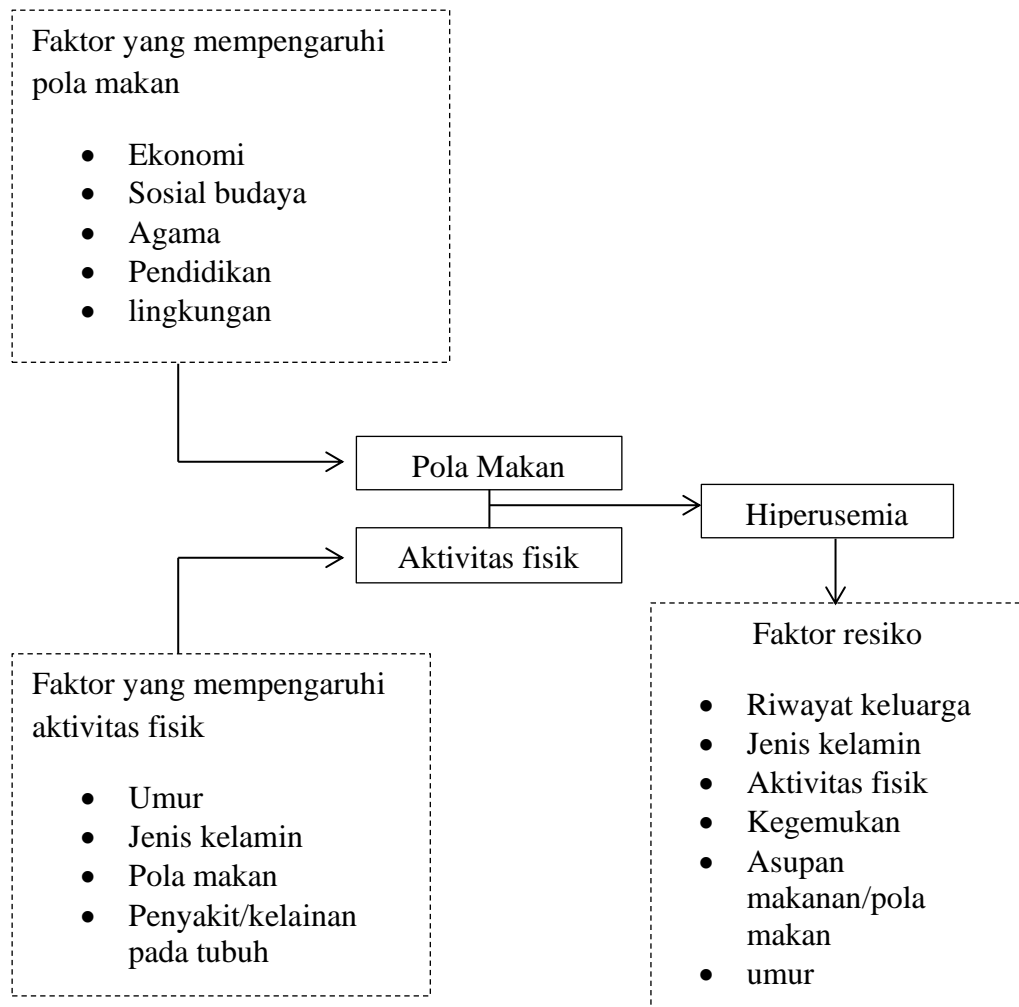 Faktor yang mempengaruhi
pola makan
• Ekonomi
• Sosial budaya
• Agama
• Pendidikan
• lingkungan
Pola Makan
Hiperusemia
Aktivitas fisik
Faktor yang mempengaruhi
aktivitas fisik
• Umur
• Jenis kelamin
• Pola makan
• Penyakit/kelainan
pada tubuh
Faktor resiko
• Riwayat keluarga
• Jenis kelamin
• Aktivitas fisik
• Kegemukan
• Asupan
makanan/pola
makan
• umur